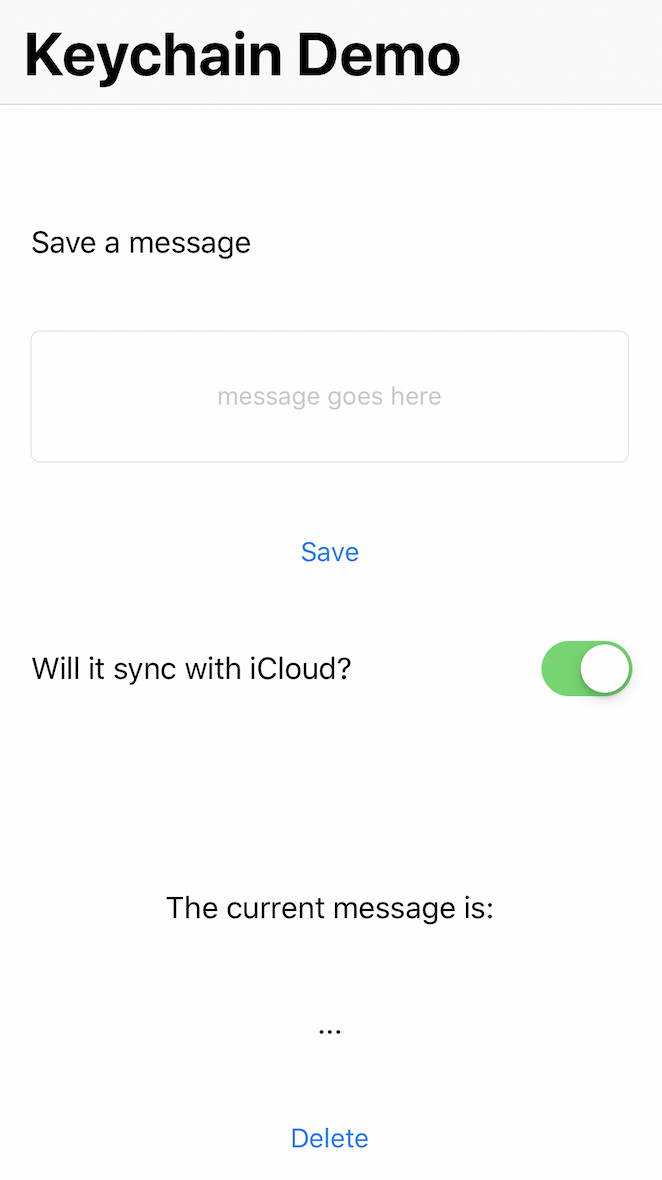 Keychain Demo
Save a message
message goes here
Save
Will it sync with iCloud?
The current message is:
...
Delete